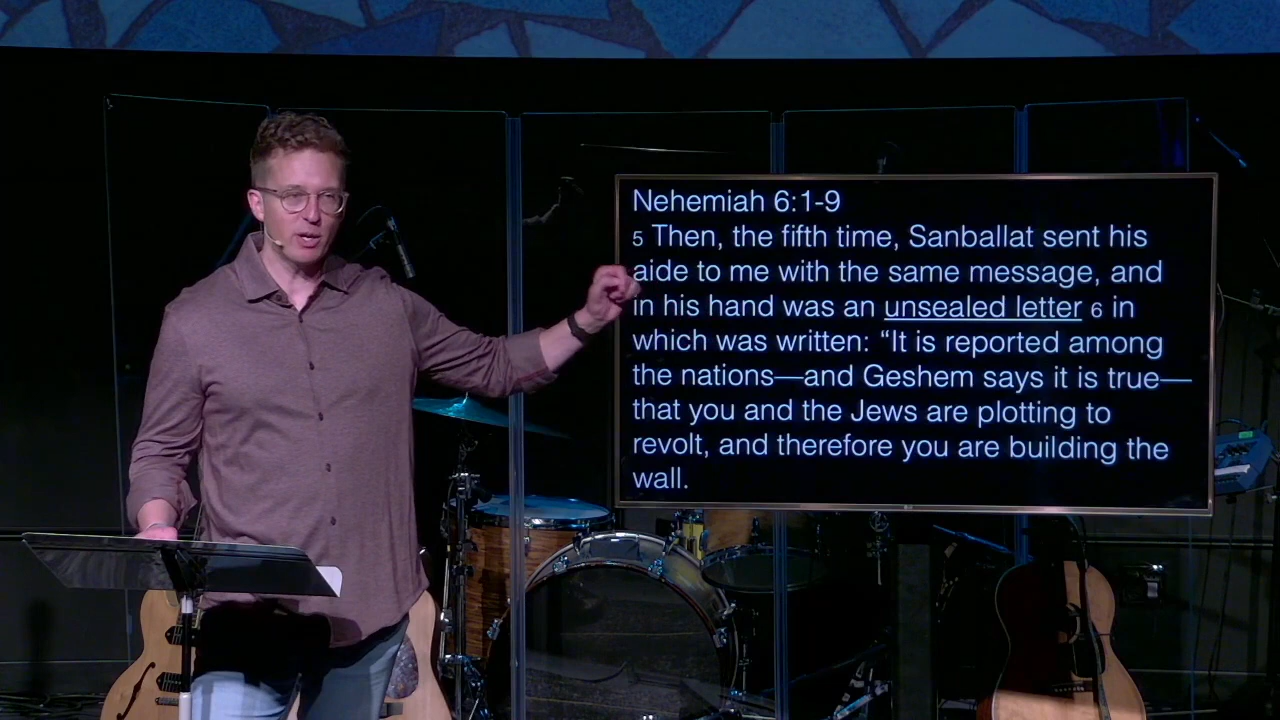 Nehemiah 6:1-9
5 Then, the fifth time, Sanballat sent his
aide to me with the same message, and
in his hand was an unsealed letter 6 in
which was written: “It is reported among
the nations—and Geshem says it is true—
that you and the Jews are plotting to
revolt, and therefore you are building the
wall.